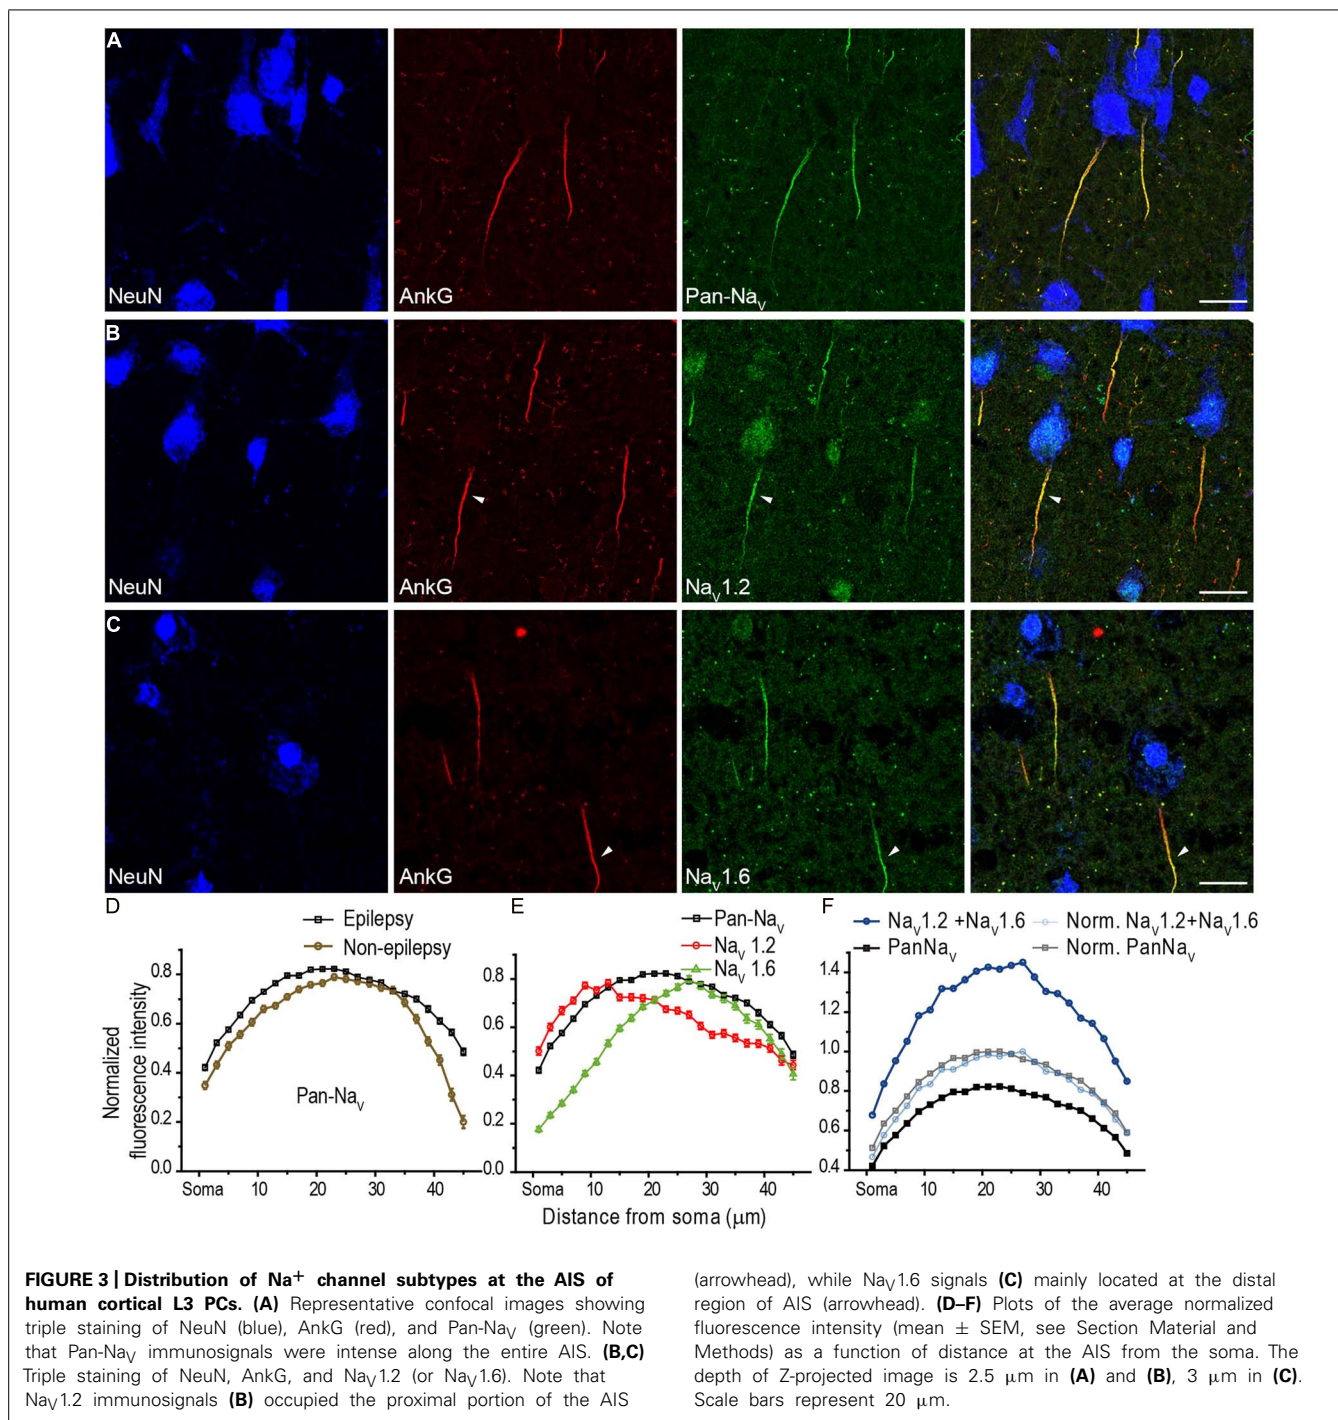 A
NeuN
AnkG
Pan-NaV
B
NeuN
AnkG
NaV1.2
C
NeuN
AnkG
NaV1.6
D
Epilepsy
Non-epilepsy
Normalized
fluorescence intensity
0.8
0.6
0.4
0.2
0.0
Pan-NaV
Soma 10 20 30 40
E
Pan-NaV
NaV 1.2
NaV 1.6
0.8
0.6
0.4
0.2
0.0
Soma 10 20 30 40
Distance from soma (μm)
F
NaV1.2 +NaV1.6
PanNaV
Norm. NaV1.2+NaV1.6
Norm. PanNaV
1.4
1.2
1.0
0.8
0.6
0.4
Soma 10 20 30 40
FIGURE 3 | Distribution of Na+ channel subtypes at the AIS of
human cortical L3 PCs. (A) Representative confocal images showing
triple staining of NeuN (blue), AnkG (red), and Pan-NaV (green). Note
that Pan-NaV immunosignals were intense along the entire AIS. (B,C)
Triple staining of NeuN, AnkG, and NaV1.2 (or NaV1.6). Note that
NaV1.2 immunosignals (B) occupied the proximal portion of the AIS
(arrowhead), while NaV1.6 signals (C) mainly located at the distal
region of AIS (arrowhead). (D–F) Plots of the average normalized
fluorescence intensity (mean ± SEM, see Section Material and
Methods) as a function of distance at the AIS from the soma. The
depth of Z-projected image is 2.5 μm in (A) and (B), 3 μm in (C).
Scale bars represent 20 μm.